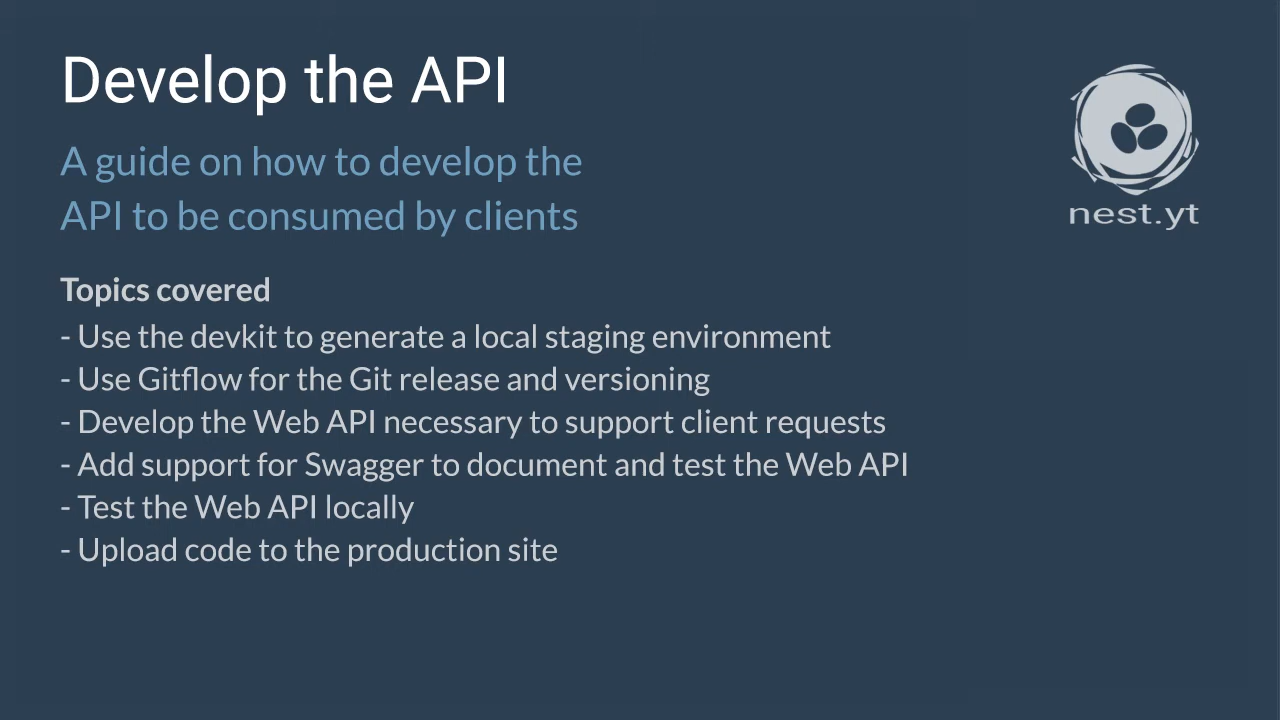 Develop the API
A guide on how to develop the
API to be consumed by clients
nest.yt
Topics covered
- Use the devkit to generate a local staging environment
- Use Gitflow for the Git release and versioning
- Develop the Web API necessary to support client requests
- Add support for Swagger to document and test the Web API
- Test the Web API locally
- Upload code to the production site